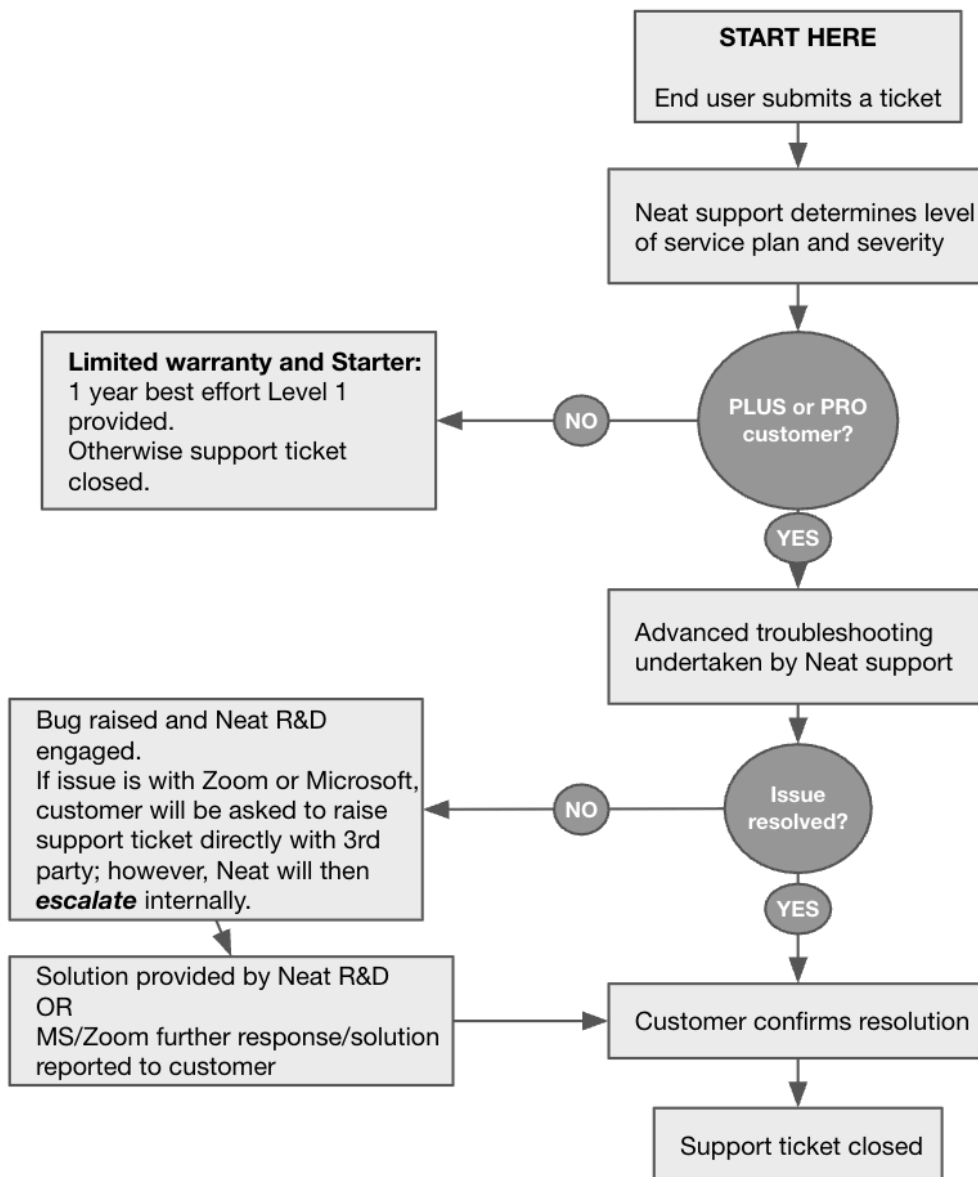 START HERE
End user submits a ticket
Neat support determines level
of service plan and severity
PLUS or PRO
customer?
NO
Limited warranty and Starter:
1 year best effort Level 1
provided.
Otherwise support ticket
closed.
YES
Advanced troubleshooting
undertaken by Neat support
Issue
resolved?
NO
Bug raised and Neat R&D
engaged.
If issue is with Zoom or Microsoft,
customer will be asked to raise
support ticket directly with 3rd
party; however, Neat will then
escalate internally.
YES
Solution provided by Neat R&D
OR
MS/Zoom further response/solution
reported to customer
Customer confirms resolution
Support ticket closed